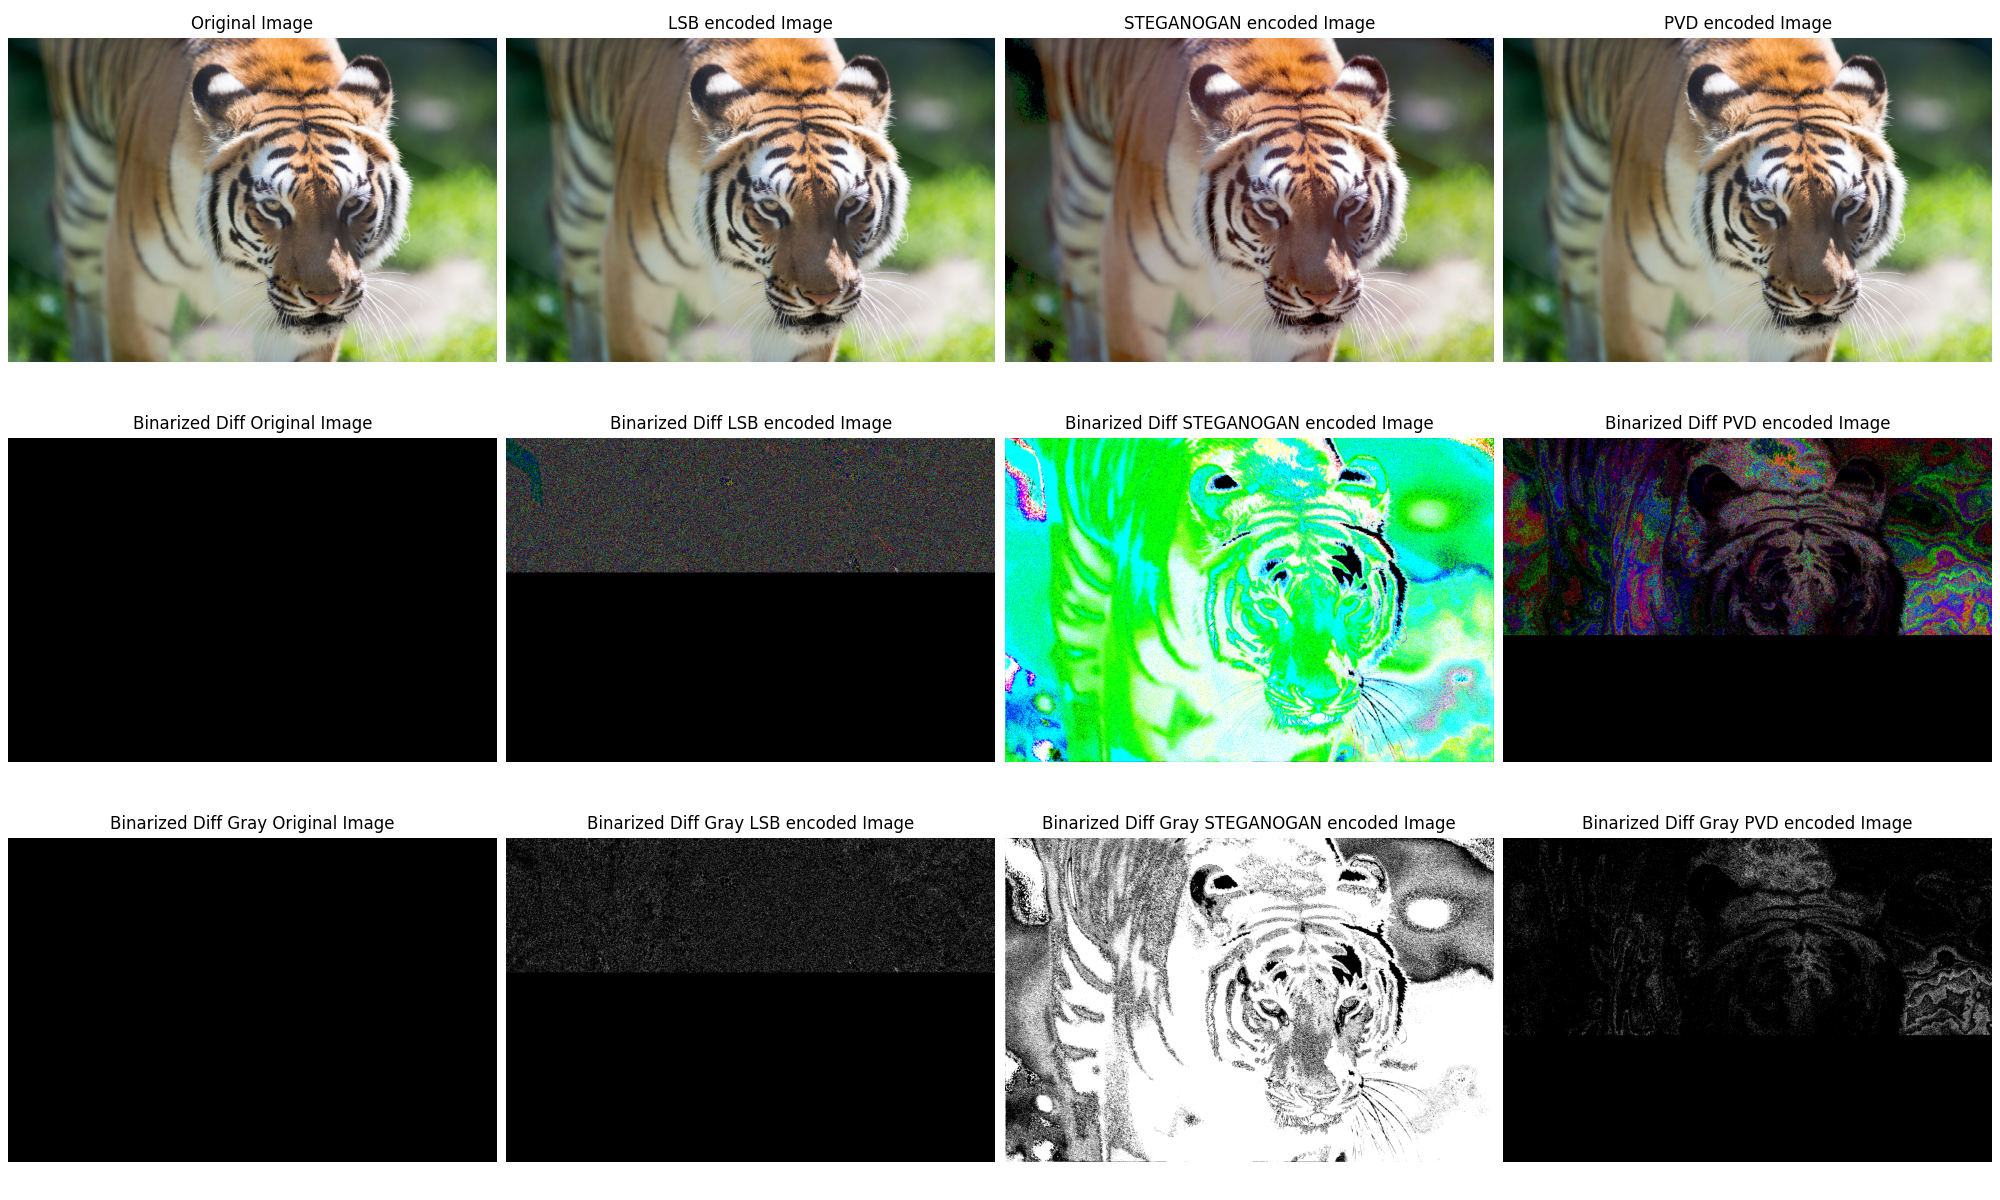 Original Image
LSB encoded Image
STEGANOGAN encoded Image
PVD encoded Image
Binarized Diff Original Image
Binarized Diff LSB encoded Image
Binarized Diff STEGANOGAN encoded Image
Binarized Diff PVD encoded Image
Binarized Diff Gray Original Image
Binarized Diff Gray LSB encoded Image
Binarized Diff Gray STEGANOGAN encoded Image
Binarized Diff Gray PVD encoded Image